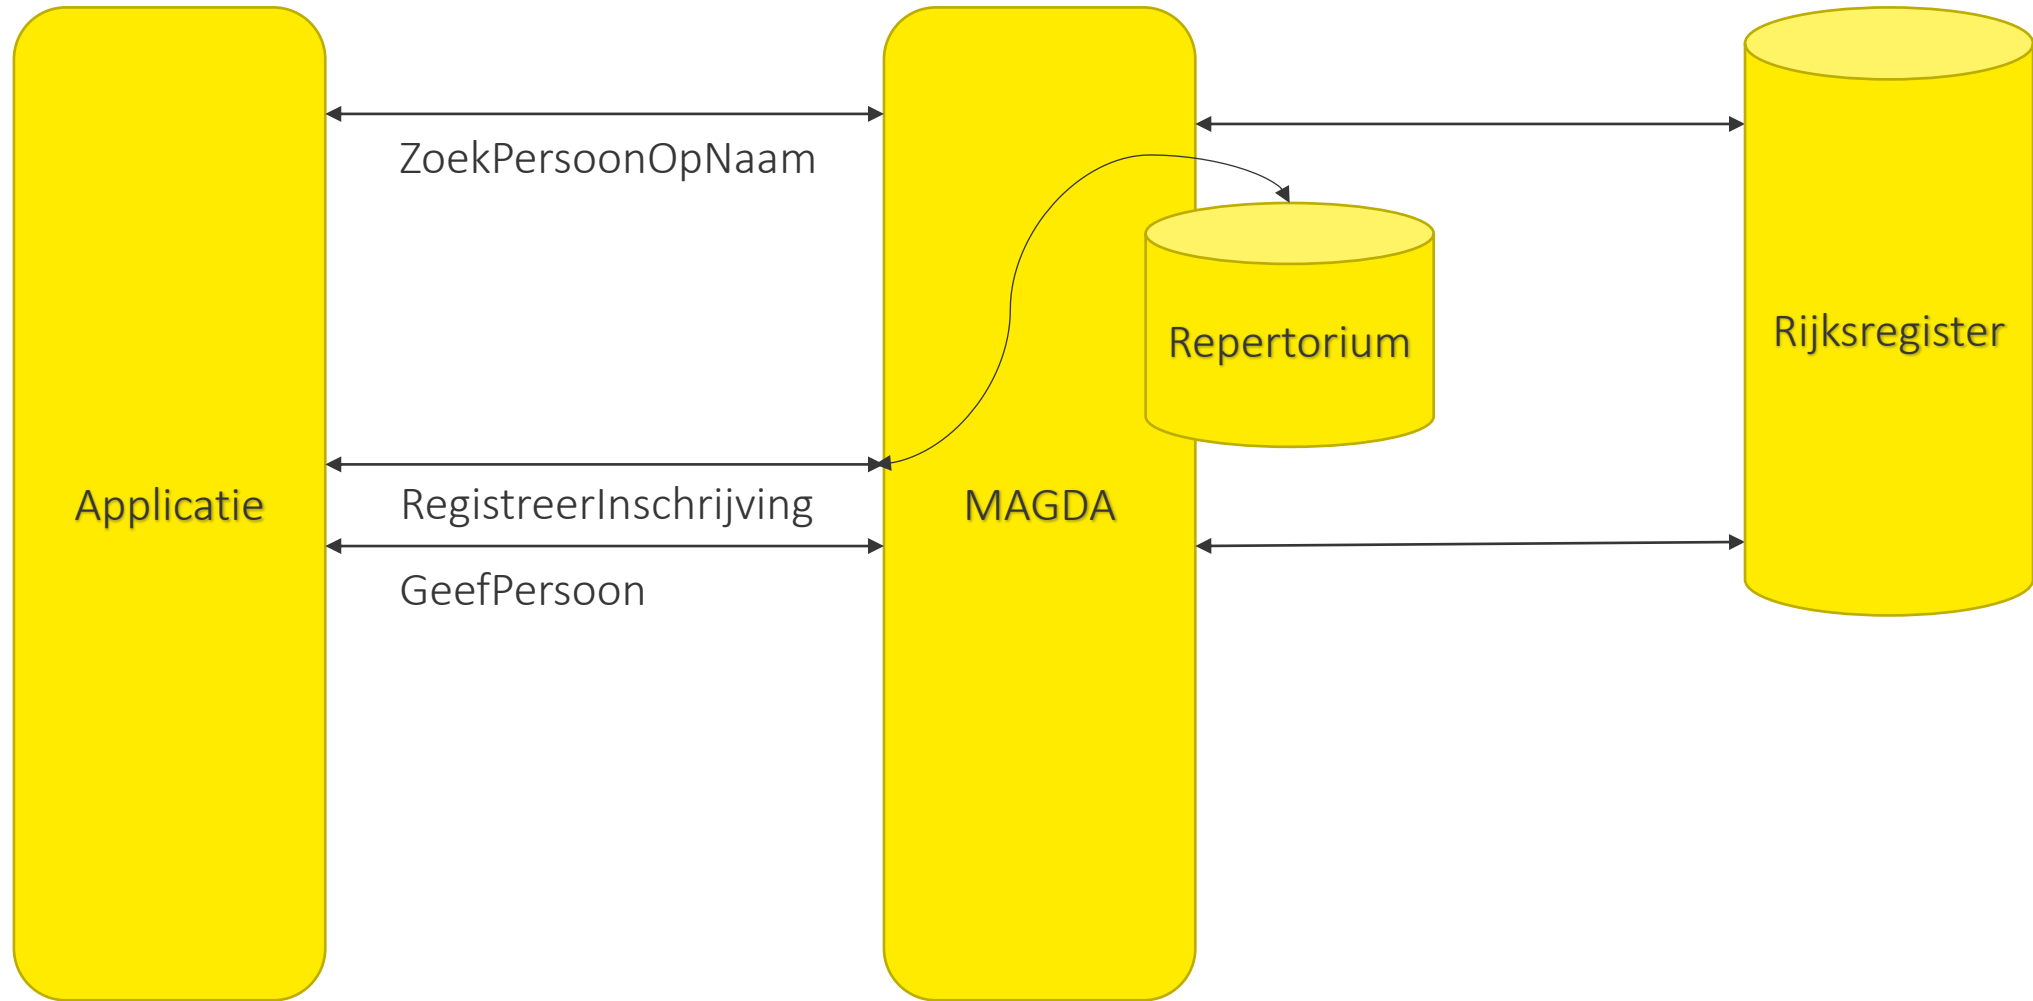 ZoekPersoonOpNaam
Repertorium
Rijksregister
Applicatie
RegistreerInschrijving
MAGDA
GeefPersoon